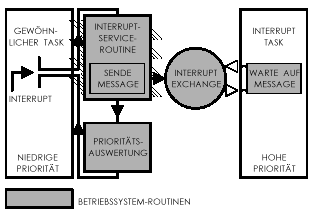 GEWÖHN-
LICHER TASK
INTERRUPT
NIEDRIGE
PRIORITÄT
INTERRUPT-
SERVICE-
ROUTINE
SENDE
MESSAGE
PRIORITÄTS-
AUSWERTUNG
INTERRUPT
EXCHANGE
INTERRUPT
TASK
WARTE AUF
MESSAGE
HOHE
PRIORITÄT
BETRIEBSSYSTEM-ROUTINEN